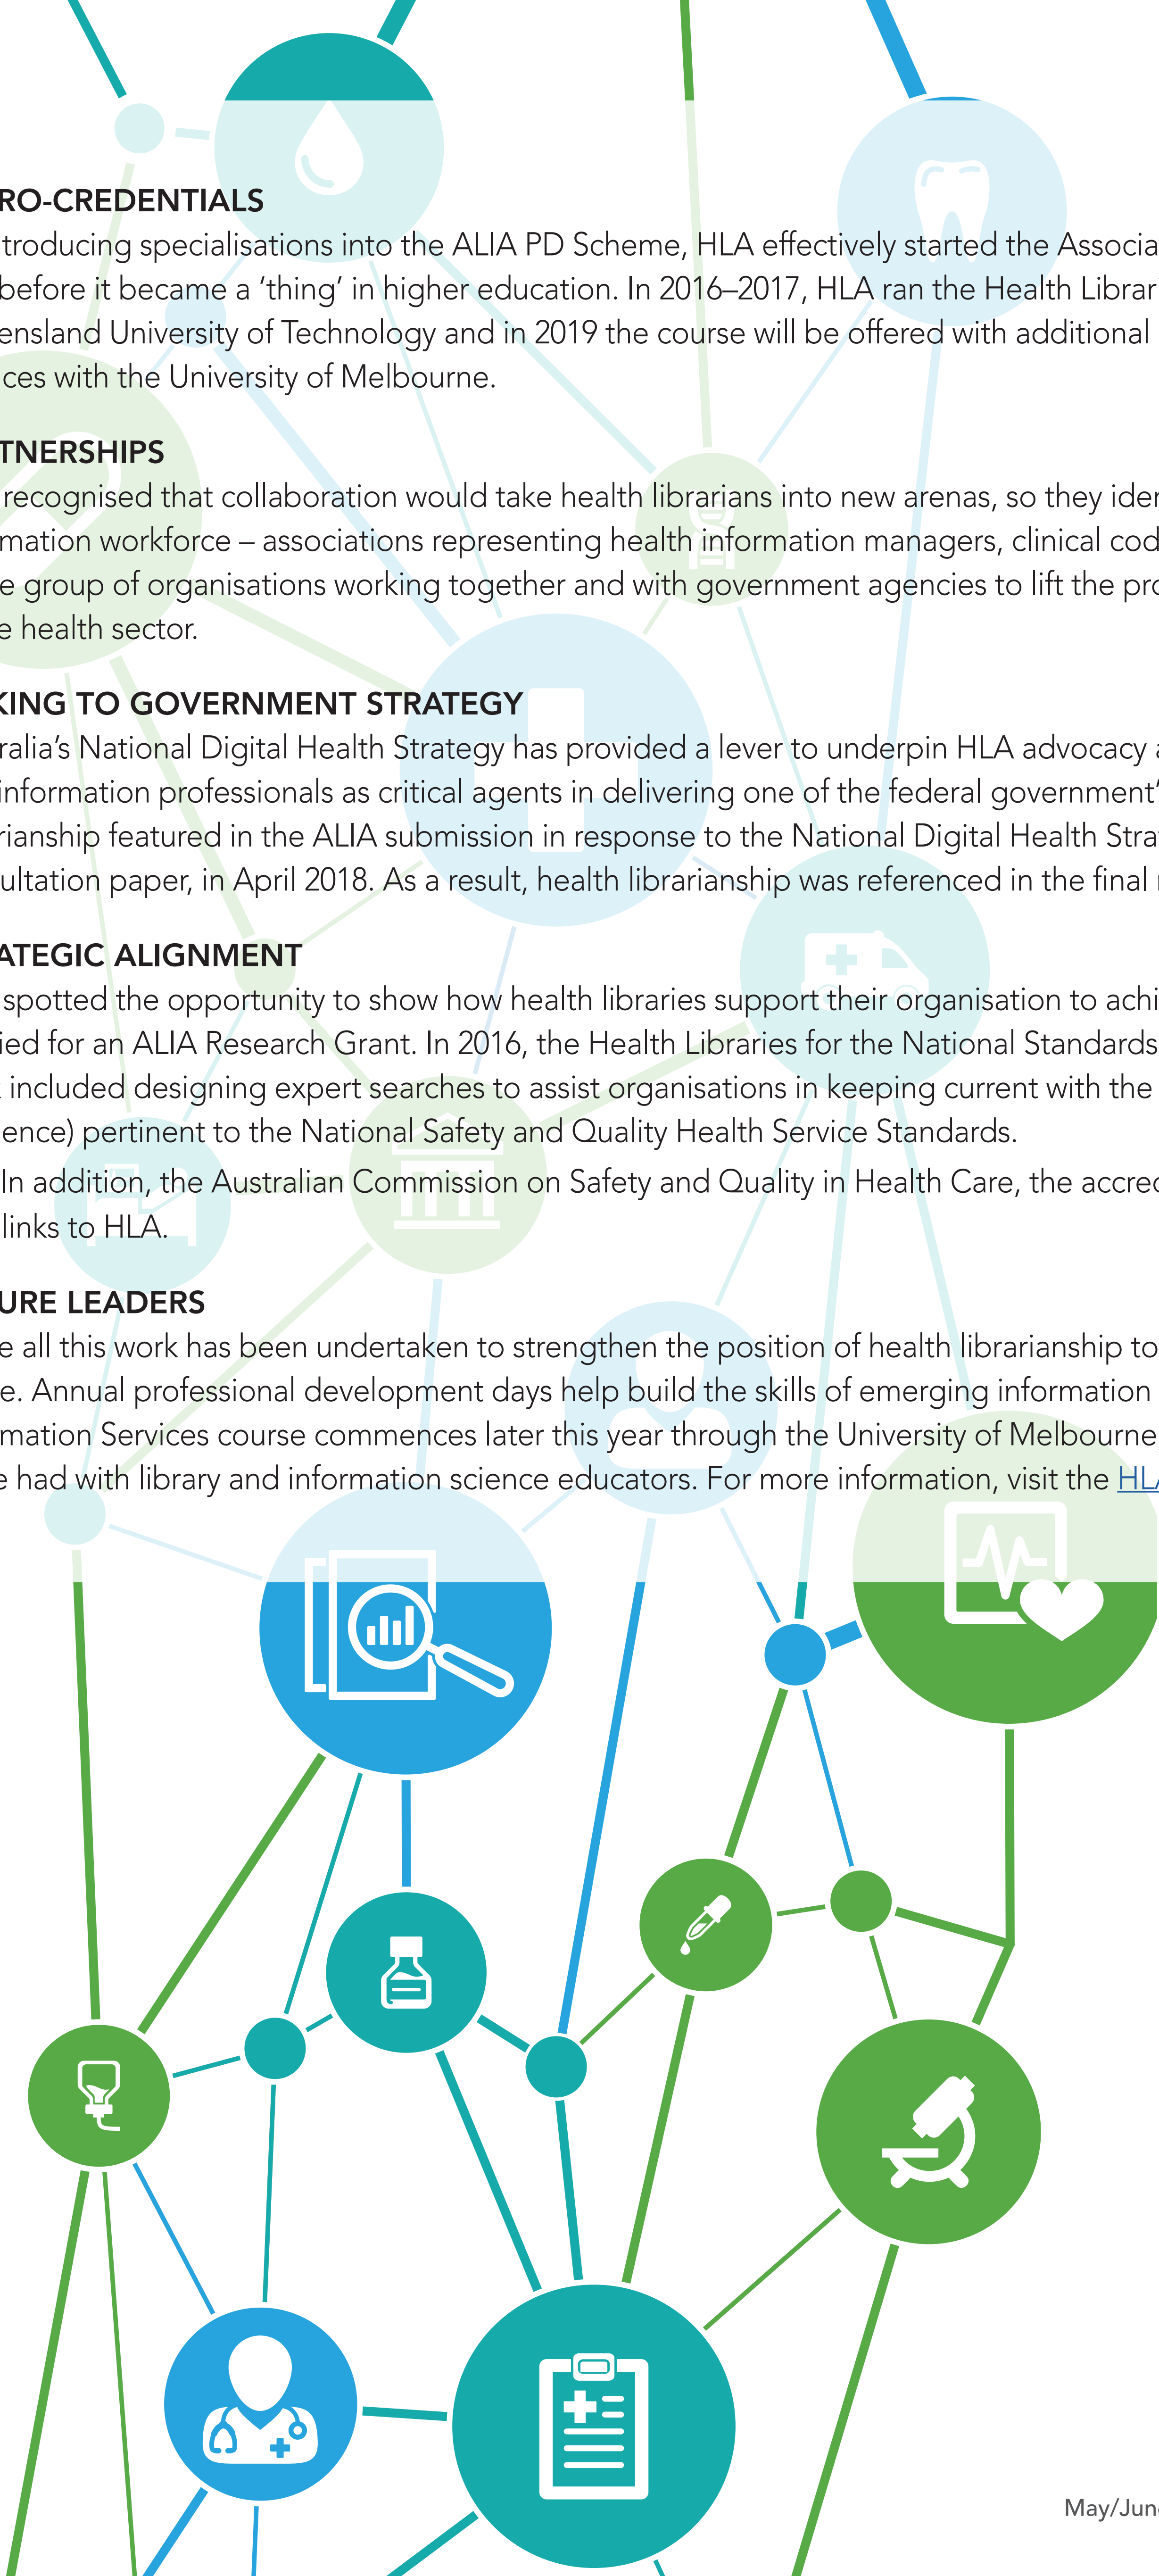 RO-CREDENTIALS
troducing specialisations into the ALIA PD Scheme, HLA effectively started the Associa
before it became a ‘thing’ in higher education. In 2016–2017, HLA ran the Health Librar
ensland University of Technology and in 2019 the course will be offered with additional
ces with the University of Melbourne.
TNERSHIPS
recognised that collaboration would take health librarians into new arenas, so they iden
mation workforce – associations representing health information managers, clinical cod
e group of organisations working together and with government agencies to lift the pro
e health sector.
KING TO GOVERNMENT STRATEGY
ralia’s National Digital Health Strategy has provided a lever to underpin HLA advocacy a
information professionals as critical agents in delivering one of the federal government’
rianship featured in the ALIA submission in response to the National Digital Health Stra
ultation paper, in April 2018. As a result, health librarianship was referenced in the final r
ATEGIC ALIGNMENT
spotted the opportunity to show how health libraries support their organisation to achi
ied for an ALIA Research Grant. In 2016, the Health Libraries for the National Standards
included designing expert searches to assist organisations in keeping current with the
ence) pertinent to the National Safety and Quality Health Service Standards.
In addition, the Australian Commission on Safety and Quality in Health Care, the accred
links to HLA.
URE LEADERS
e all this work has been undertaken to strengthen the position of health librarianship to
e. Annual professional development days help build the skills of emerging information
mation Services course commences later this year through the University of Melbourne
e had with library and information science educators. For more information, visit the HLA
May/June